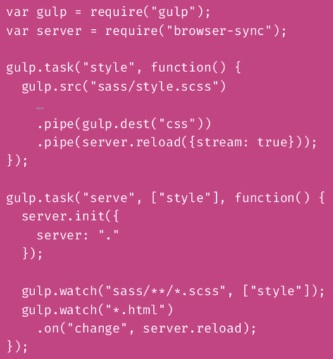 var gulp = require("gulp");
var server = require("browser-sync");
gulp.task("style", function() {
gulp.src("sass/style.scss")
…
.pipe(gulp.dest("css"))
.pipe(server.reload({stream: true}));
});
gulp.task("serve", ["style"], function() {
server.init({
server: "."
});
gulp.watch("sass/**/*.scss", ["style"]);
gulp.watch("*.html")
.on("change", server.reload);
});